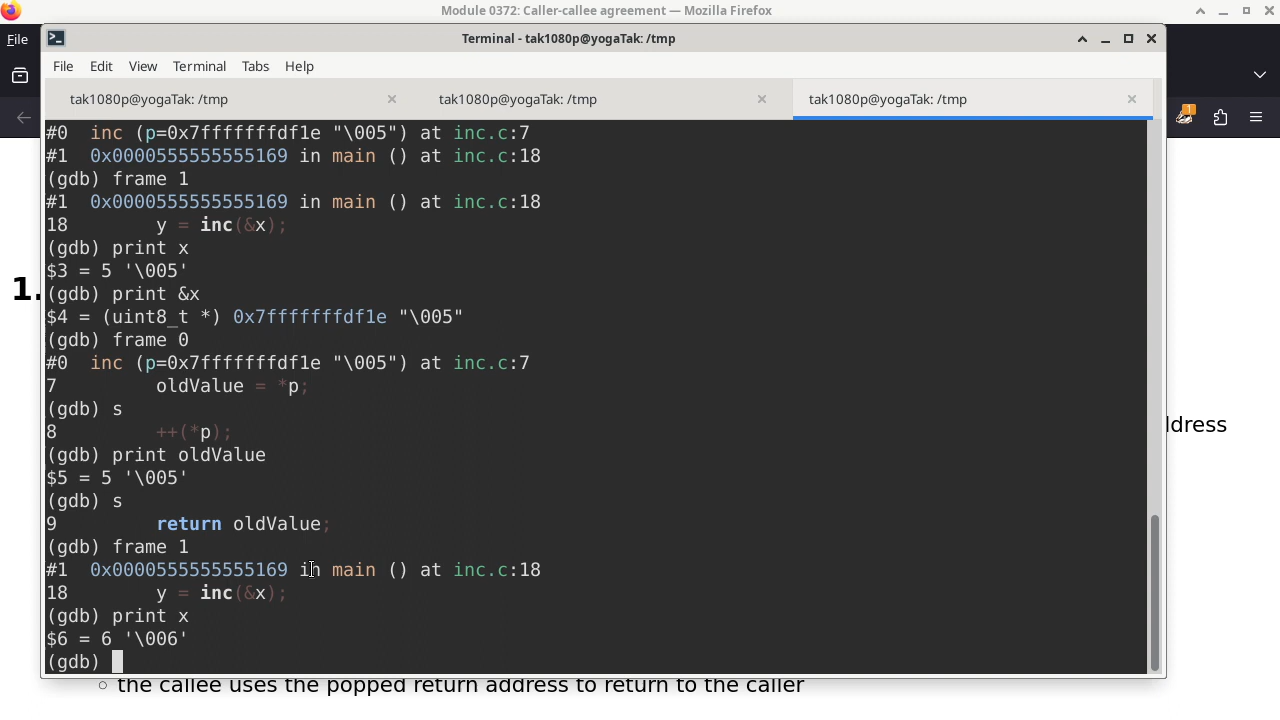 Module 0372: Caller-callee agreement — Mozilla Firefox
File
Terminal - tak1080p@yogaTak: /tmp
File Edit View Terminal Tabs Help
tak1080p@yogaTak: /tmp
tak1080p@yogaTak: /tmp
tak1080p@yogaTak: /tmp
1
#0  inc (p=0x7fffffffdf1e "\005") at inc.c:7
#1  0x0000555555555169 in main () at inc.c:18
(gdb) frame 1
#1  0x0000555555555169 in main () at inc.c:18
18        y = inc(&x);
(gdb) print x
$3 = 5 '\005'
1.
(gdb) print &x
$4 = (uint8_t *) 0x7fffffffdf1e "\005"
(gdb) frame 0
#0  inc (p=0x7fffffffdf1e "\005") at inc.c:7
7         oldValue = *p;
(gdb) s
ldress
8         ++(*p);
(gdb) print oldValue
$5 = 5 '\005'
(gdb) s
9         return oldValue;
(gdb) frame 1
#1  0x0000555555555169 in main () at inc.c:18
18        y = inc(&x);
(gdb) print x
$6 = 6 '\006'
(gdb)
the callee uses the popped return address to return to the caller